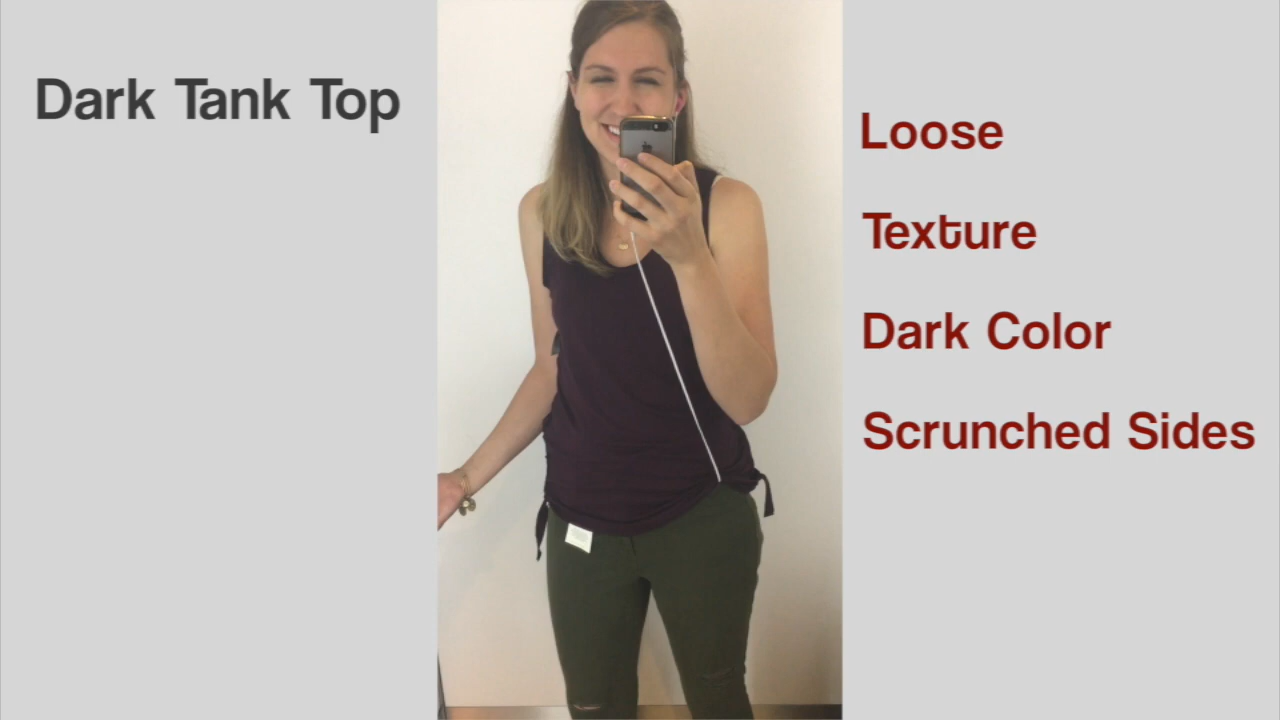 Dark Tank Top
Loose
Texture
Dark Color
Scrunched Sides